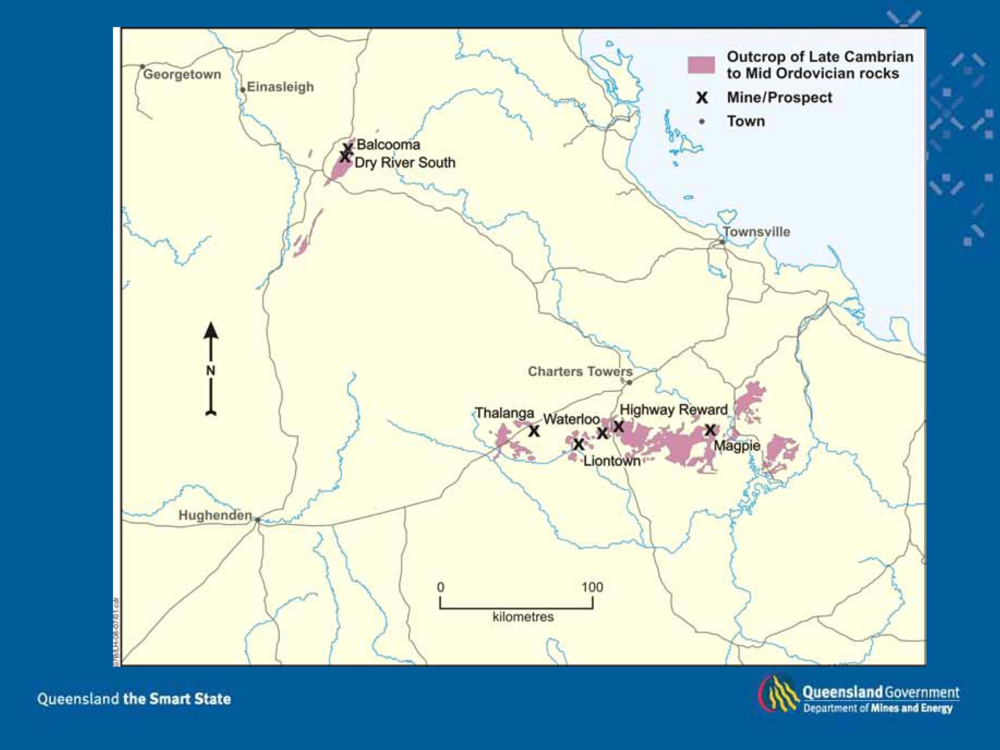 Outcrop of Late Cambrian
to Mid Ordovician rocks
X Mine/Prospect
Town
Georgetown
Einasleigh
Balcooma
Dry River South
Townsville
N
Charters Towers
Thalanga
Waterloo
Highway Reward
Magpie
Liontown
Hughenden
0 100
kilometres
Queensland the Smart State
Queensland Government
Department of Mines and Energy